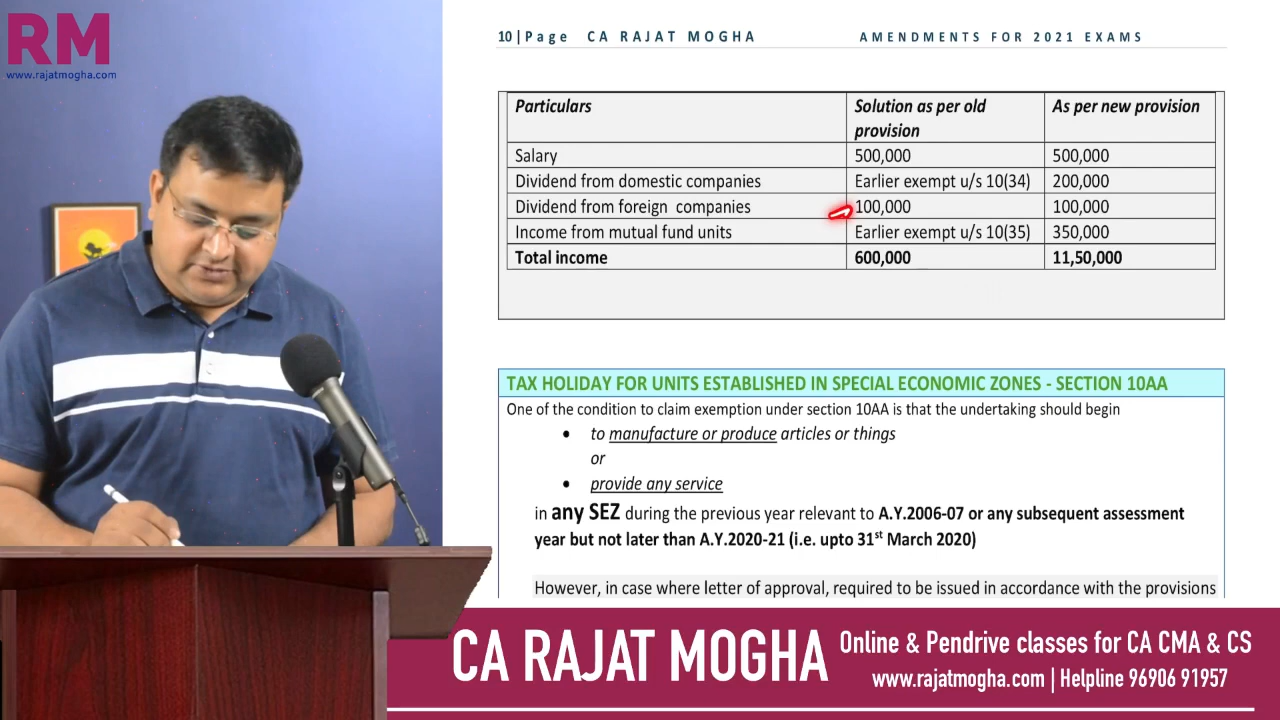 RM
www.rajatmogha.com
10|Page CA RAJAT MOGHA AMENDMENTS FOR 2021 EXAMS
Particulars Solution as per old provision As per new provision
Salary 500,000 500,000
Dividend from domestic companies Earlier exempt u/s 10(34) 200,000
Dividend from foreign companies 100,000 100,000
Income from mutual fund units Earlier exempt u/s 10(35) 350,000
Total income 600,000 11,50,000
TAX HOLIDAY FOR UNITS ESTABLISHED IN SPECIAL ECONOMIC ZONES - SECTION 10AA
One of the condition to claim exemption under section 10AA is that the undertaking should begin
• to manufacture or produce articles or things
or
• provide any service
in any SEZ during the previous year relevant to A.Y.2006-07 or any subsequent assessment
year but not later than A.Y.2020-21 (i.e. upto 31st March 2020)
However, in case where letter of approval, required to be issued in accordance with the provisions
CA RAJAT MOGHA
Online & Pendrive classes for CA CMA & CS
www.rajatmogha.com | Helpline 96906 91957